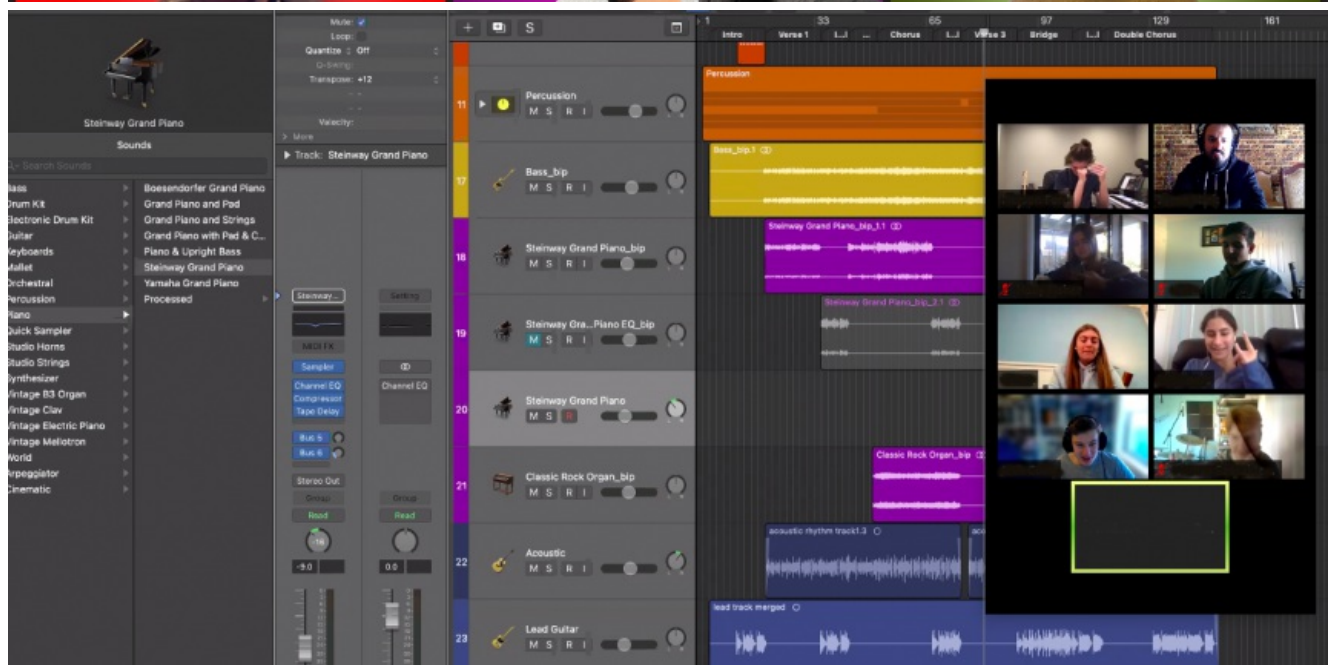 Steinway Grand Piano
Sounds
Search Sounds
Bass
Drum Kit
Electronic Drum Kit
Guitar
Keyboards
Mallet
Orchestral
Percussion
Piano
Quick Sampler
Studio Horns
Studio Strings
Synthesizer
Vintage B3 Organ
Vintage Clav
Vintage Electric Piano
Vintage Mellotron
World
Arpeggiator
Cinematic
Boesendorfer Grand Piano
Grand Piano and Pad
Grand Piano and Strings
Grand Piano with Pad & C...
Piano & Upright Bass
Steinway Grand Piano
Yamaha Grand Piano
Processed
Mute:
Loop:
Quantize Off
Q-Swing:
Transpose: +12
Velocity:
More
Track: Steinway Grand Piano
Steinway... Setting
MIDI FX
Sampler
Channel EQ Channel EQ
Compressor
Tape Delay
Bus 5
Bus 6
Stereo Out
Group Group
Read Read
-16
-9.0 0.0
S
11 Percussion
M S R I
17 Bass_bip
M S R I
18 Steinway Grand Piano_bip
M S R I
19 Steinway Gra...Piano EQ_bip
M S R I
20 Steinway Grand Piano
M S R
21 Classic Rock Organ_bip
M S R I
22 Acoustic
M S R I
23 Lead Guitar
M S R I
1 33 65 97 129 161
Intro Verse 1 ... Chorus Verse 3 Bridge Double Chorus
Percussion
Bass_bip.1
Steinway Grand Piano_bip_1.1
Steinway Grand Piano_bip_2.1
Classic Rock Organ_bip
acoustic rhythm track1.3
lead track merged